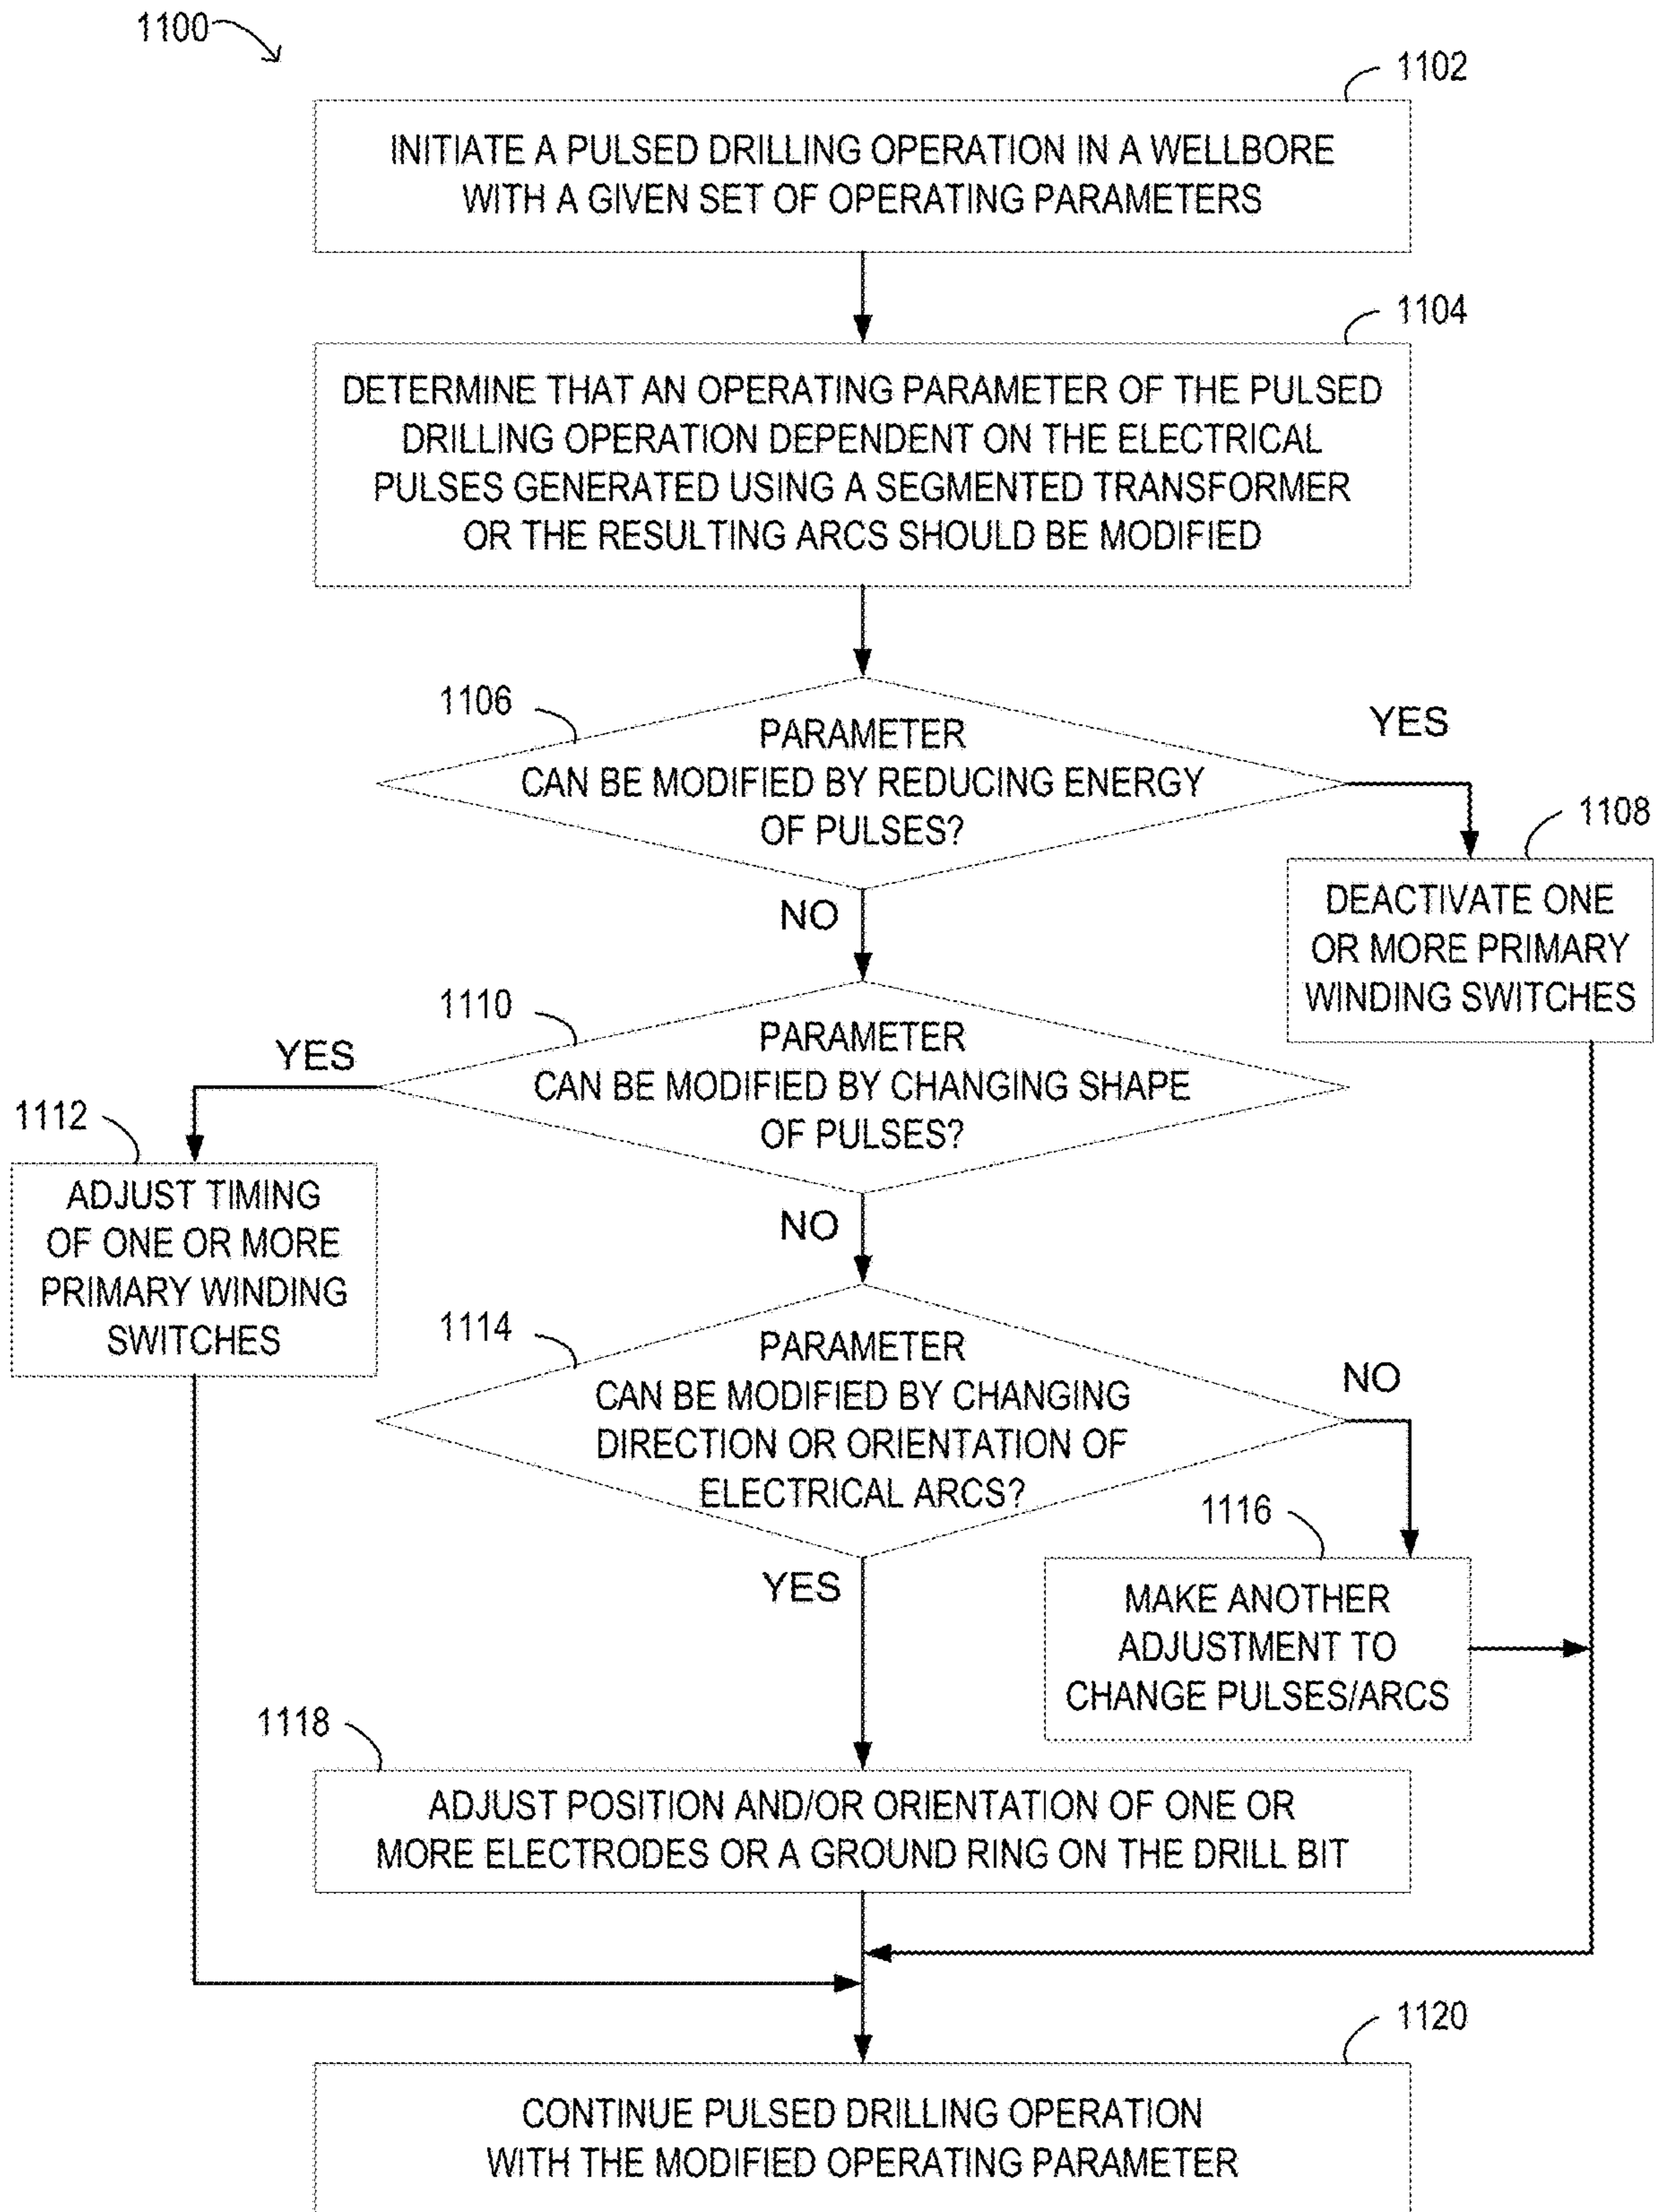 1100
1102
INITIATE A PULSED DRILLING OPERATION IN A WELLBORE
WITH A GIVEN SET OF OPERATING PARAMETERS
1104
DETERMINE THAT AN OPERATING PARAMETER OF THE PULSED
DRILLING OPERATION DEPENDENT ON THE ELECTRICAL
PULSES GENERATED USING A SEGMENTED TRANSFORMER
OR THE RESULTING ARCS SHOULD BE MODIFIED
1106
PARAMETER
CAN BE MODIFIED BY REDUCING ENERGY
OF PULSES?
YES
NO
1108
DEACTIVATE ONE
OR MORE PRIMARY
WINDING SWITCHES
1110
PARAMETER
CAN BE MODIFIED BY CHANGING SHAPE
OF PULSES?
YES
NO
1112
ADJUST TIMING
OF ONE OR MORE
PRIMARY WINDING
SWITCHES
1114
PARAMETER
CAN BE MODIFIED BY CHANGING
DIRECTION OR ORIENTATION OF
ELECTRICAL ARCS?
NO
YES
1116
MAKE ANOTHER
ADJUSTMENT TO
CHANGE PULSES/ARCS
1118
ADJUST POSITION AND/OR ORIENTATION OF ONE OR
MORE ELECTRODES OR A GROUND RING ON THE DRILL BIT
1120
CONTINUE PULSED DRILLING OPERATION
WITH THE MODIFIED OPERATING PARAMETER